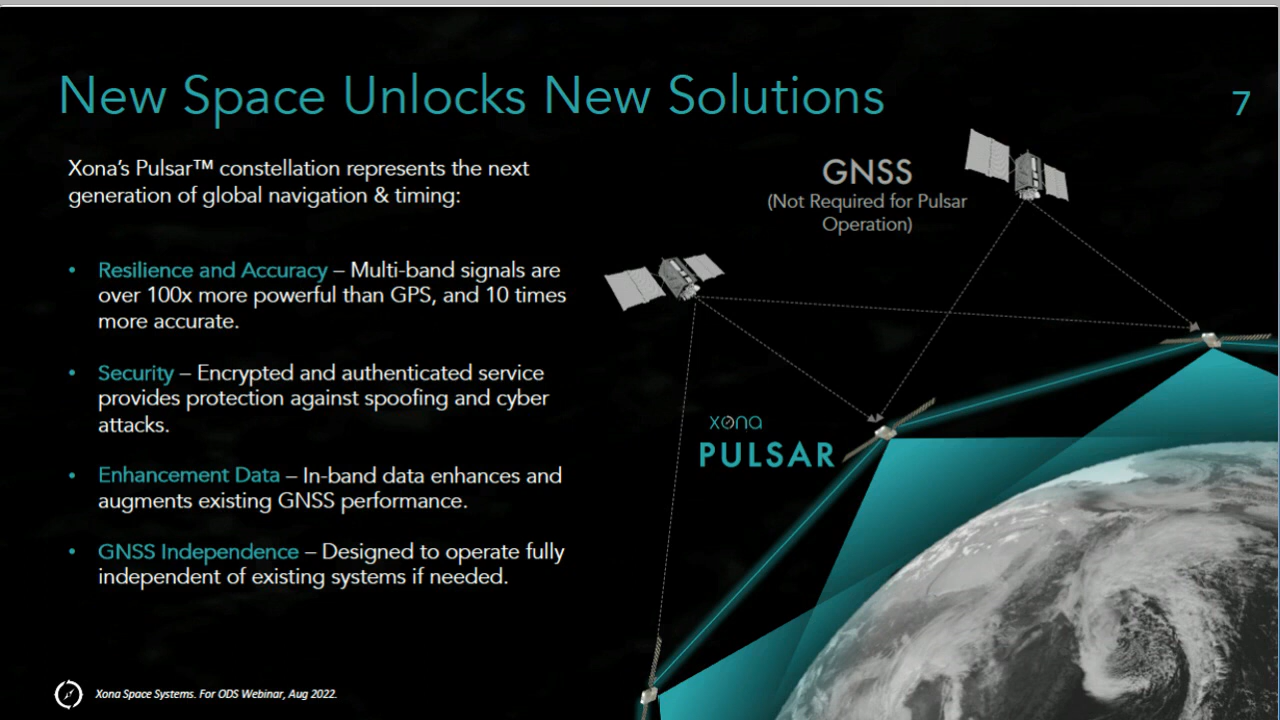 New Space Unlocks New Solutions
7
Xona's Pulsar™ constellation represents the next
generation of global navigation & timing:
• Resilience and Accuracy – Multi-band signals are
over 100x more powerful than GPS, and 10 times
more accurate.
• Security – Encrypted and authenticated service
provides protection against spoofing and cyber
attacks.
• Enhancement Data – In-band data enhances and
augments existing GNSS performance.
• GNSS Independence – Designed to operate fully
independent of existing systems if needed.
GNSS
(Not Required for Pulsar
Operation)
xona
PULSAR
Xona Space Systems. For ODS Webinar, Aug 2022.